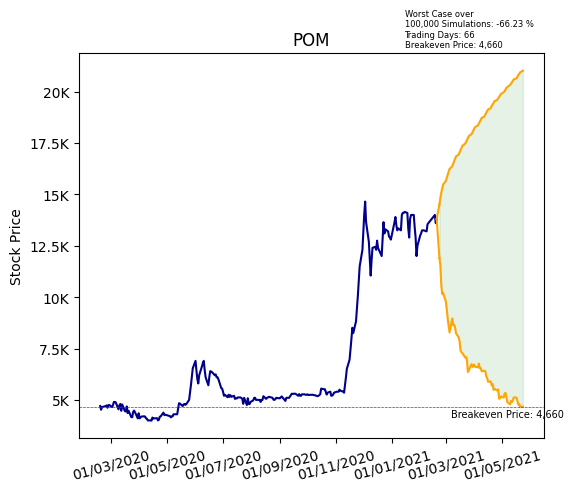 Worst Case over
100,000 Simulations: -66.23 %
Trading Days: 66
Breakeven Price: 4,660
POM
Stock Price
20K
17.5K
15K
12.5K
10K
7.5K
5K
Breakeven Price: 4,660
01/03/2020
01/05/2020
01/07/2020
01/09/2020
01/11/2020
01/01/2021
01/03/2021
01/05/2021